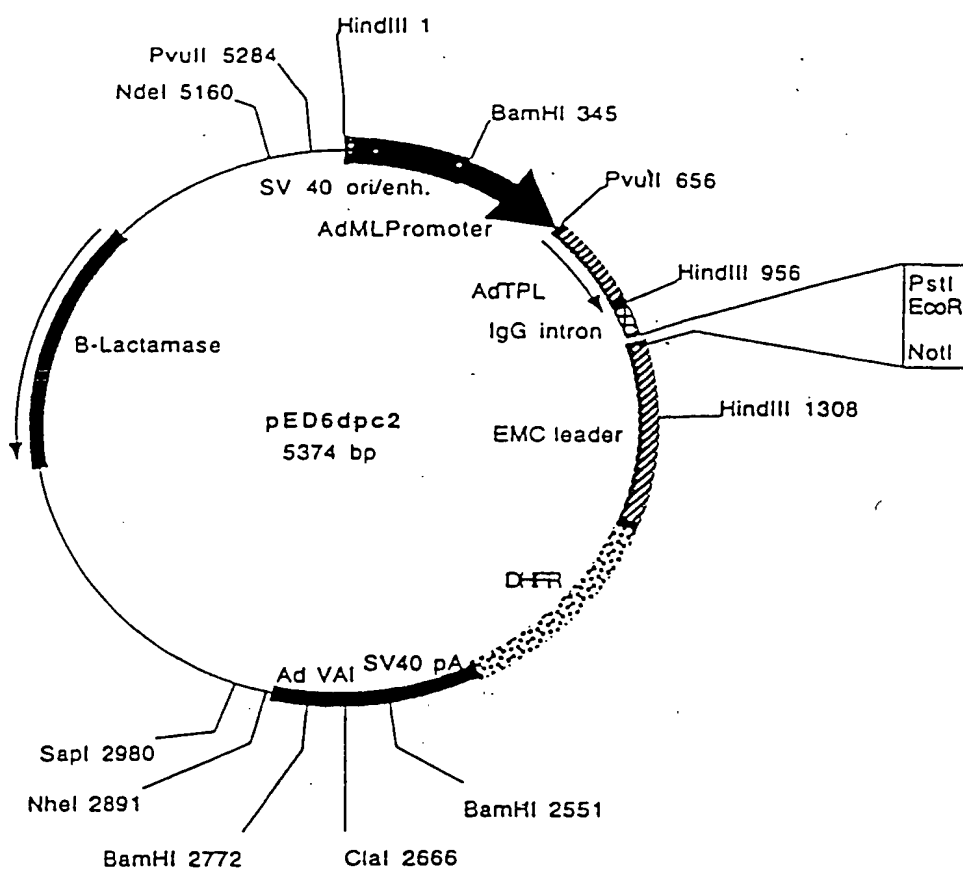 HindIII 1
PvuII 5284
NdeI 5160
BamHI 345
SV 40 ori/enh.
PvuII 656
AdMLPromoter
HindIII 956
AdTPL
PstI
EcoR
IgG intron
B-Lactamase
NotI
pED6dpc2
5374 bp
HindIII 1308
EMC leader
DHFR
Ad VAI
SV40 pA
SapI 2980
NheI 2891
BamHI 2551
BamHI 2772
ClaI 2666